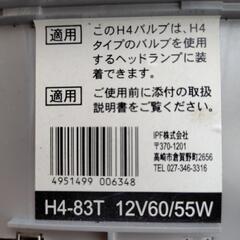 適用
このH4バルブは、H4
タイプのバルブを使用
するヘッドランプに装
着できます。
適用
ご使用前に添付の取扱
説明書をご覧ください。
IPF株式会社
〒370-1201
高崎市倉賀野町2656
TEL 027-346-3316
4951499 006348
H4-83T 12V60/55W